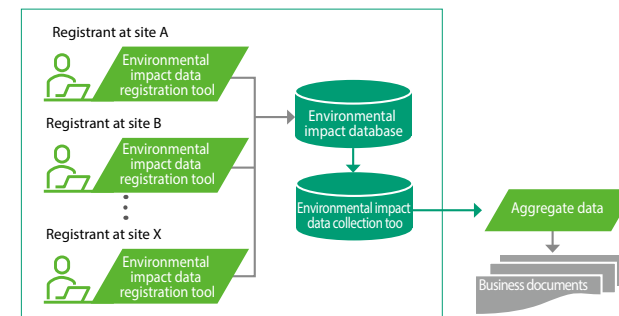 Registrant at site A
Environmental
impact data
registration tool
Registrant at site B
Environmental
impact data
registration tool
Registrant at site X
Environmental
impact data
registration tool
Environmental
impact database
Environmental impact
data collection too
Aggregate data
Business documents